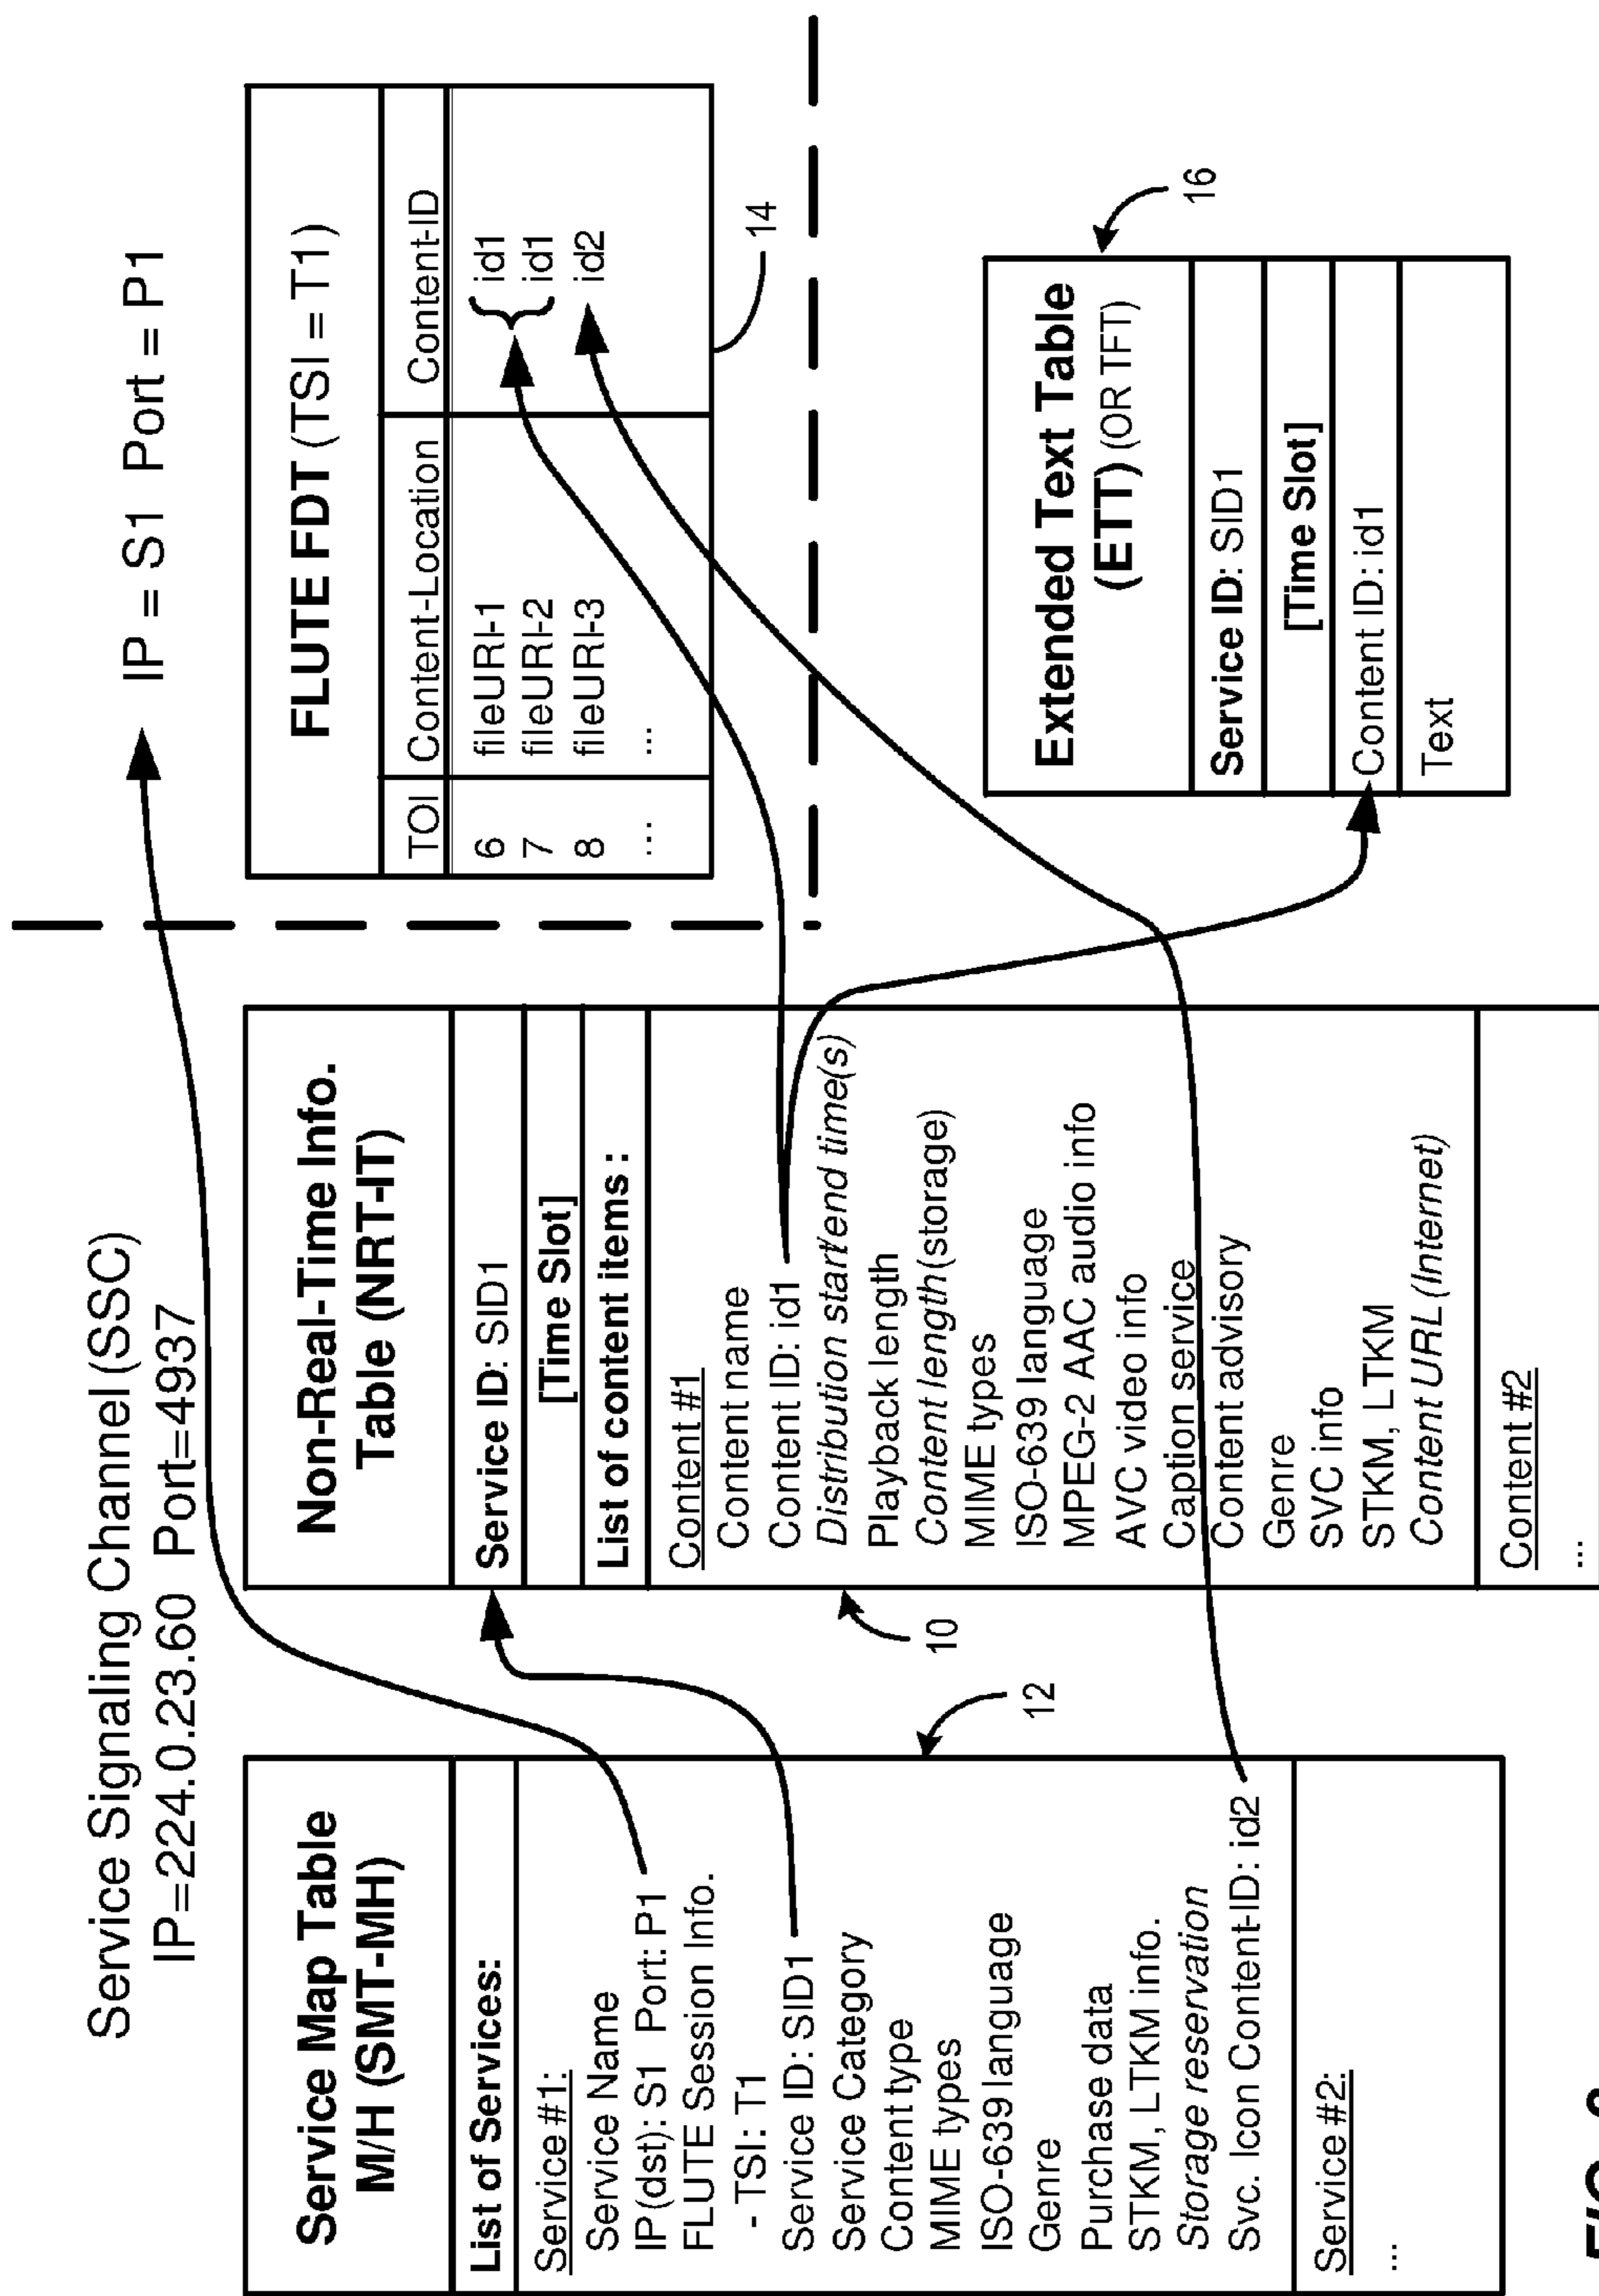 Service Signaling Channel (SSC)
IP=224.0.23.60 Port=4937
IP = S1 Port = P1
Service Map Table
M/H (SMT-MH)
List of Services:
Service #1:
Service Name
IP(dst): S1 Port: P1
FLUTE Session Info.
- TSI: T1
Service ID: SID1
Service Category
Content type
MIME types
ISO-639 language
Genre
Purchase data
STKM, LTKM info.
Storage reservation
Svc. Icon Content-ID: id2
Service #2:
...
12
Non-Real-Time Info.
Table (NRT-IT)
Service ID: SID1
[Time Slot]
List of content items :
Content #1
Content name
Content ID: id1
Distribution start/end time(s)
Playback length
Content length(storage)
MIME types
ISO-639 language
MPEG-2 AAC audio info
AVC video info
Caption service
Content advisory
Genre
SVC info
STKM, LTKM
Content URL(Internet)
Content #2
...
10
FLUTE FDT (TSI = T1)
TOI Content-Location Content-ID
6 fileURI-1 id1
7 fileURI-2 id1
8 fileURI-3 id2
... ...
14
Extended Text Table
(ETT) (OR TFT)
Service ID: SID1
[Time Slot]
Content ID: id1
Text
16
FIG.